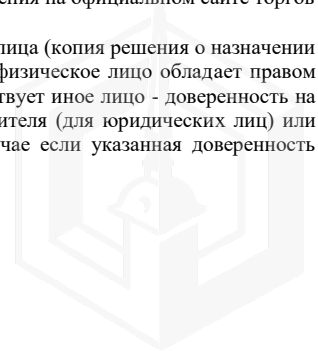 ения на официальном сайте торгов
лица (копия решения о назначении
физическое лицо обладает правом
твует иное лицо - доверенность на
ителя (для юридических лиц) или
чае если указанная доверенность